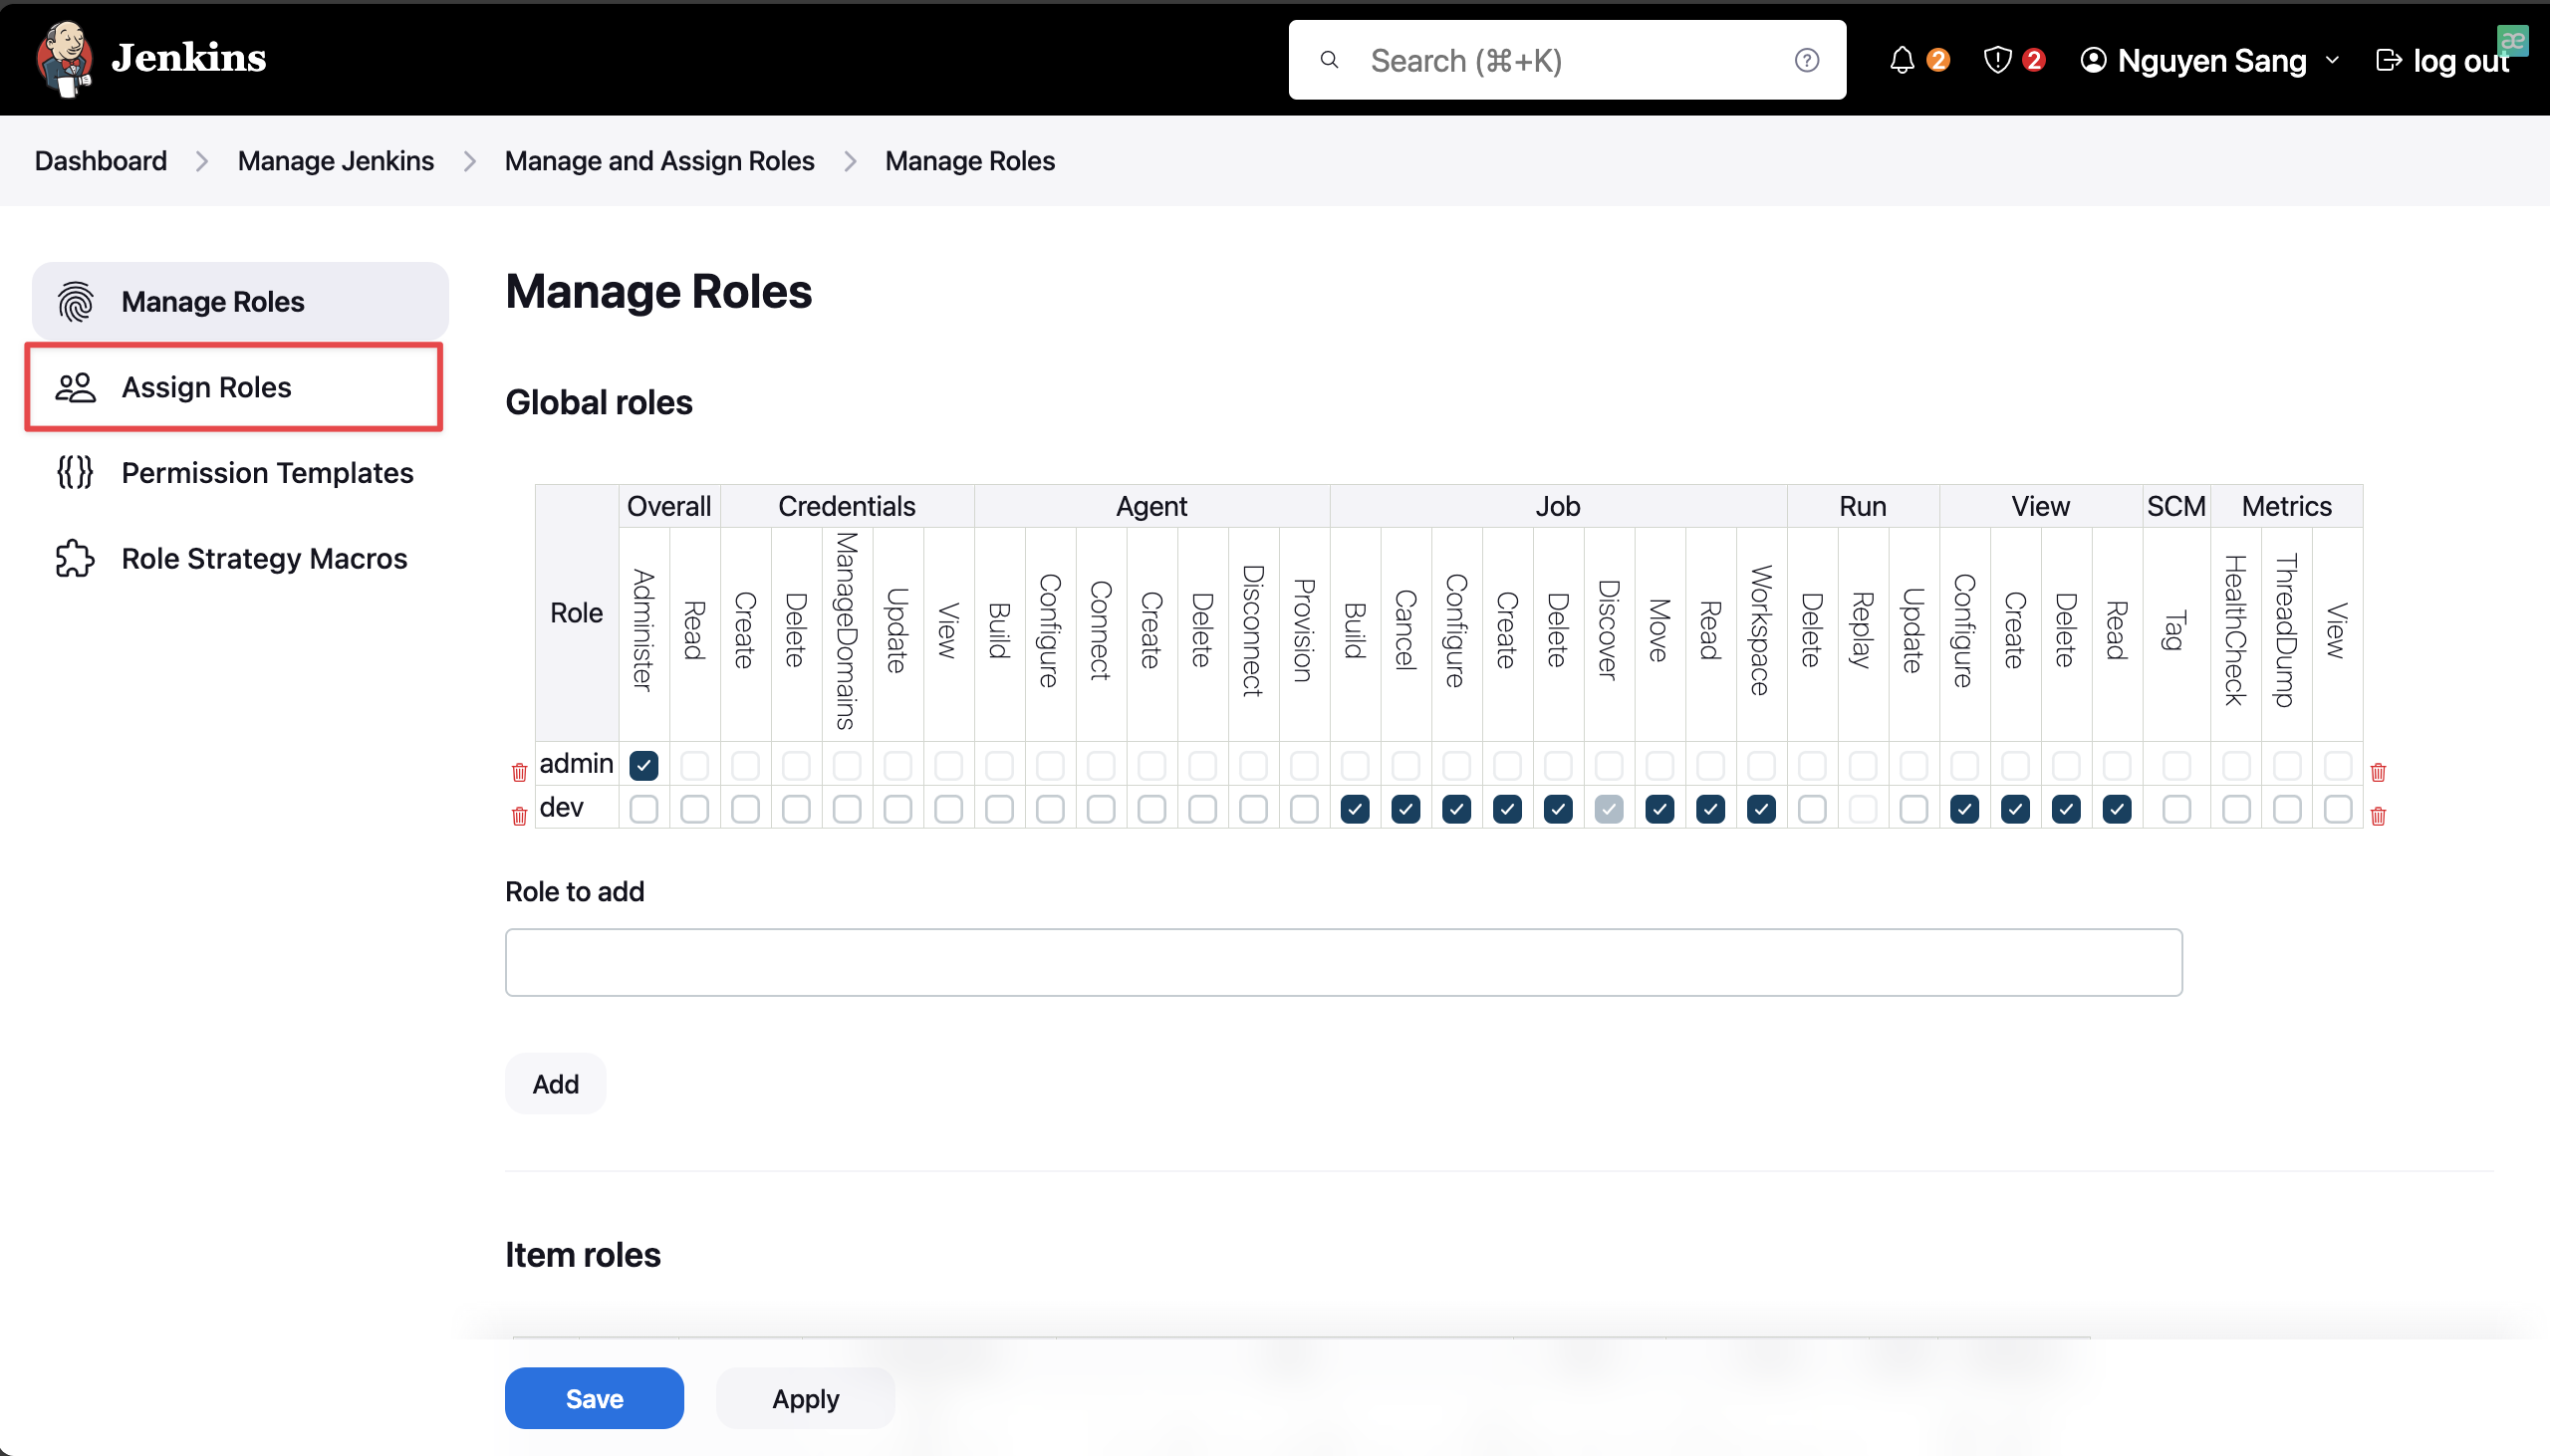 Jenkins
Search (⌘+K)
2
2
Nguyen Sang
log out
æ
Dashboard
Manage Jenkins
Manage and Assign Roles
Manage Roles
Manage Roles
Assign Roles
Permission Templates
Role Strategy Macros
Manage Roles
Global roles
Role
Overall
Credentials
Agent
Job
Run
View
SCM
Metrics
Administer
Read
Create
Delete
ManageDomains
Update
View
Build
Configure
Connect
Create
Delete
Disconnect
Provision
Build
Cancel
Configure
Create
Delete
Discover
Move
Read
Workspace
Delete
Replay
Update
Configure
Create
Delete
Read
Tag
HealthCheck
ThreadDump
View
admin
dev
Role to add
Add
Item roles
Save
Apply